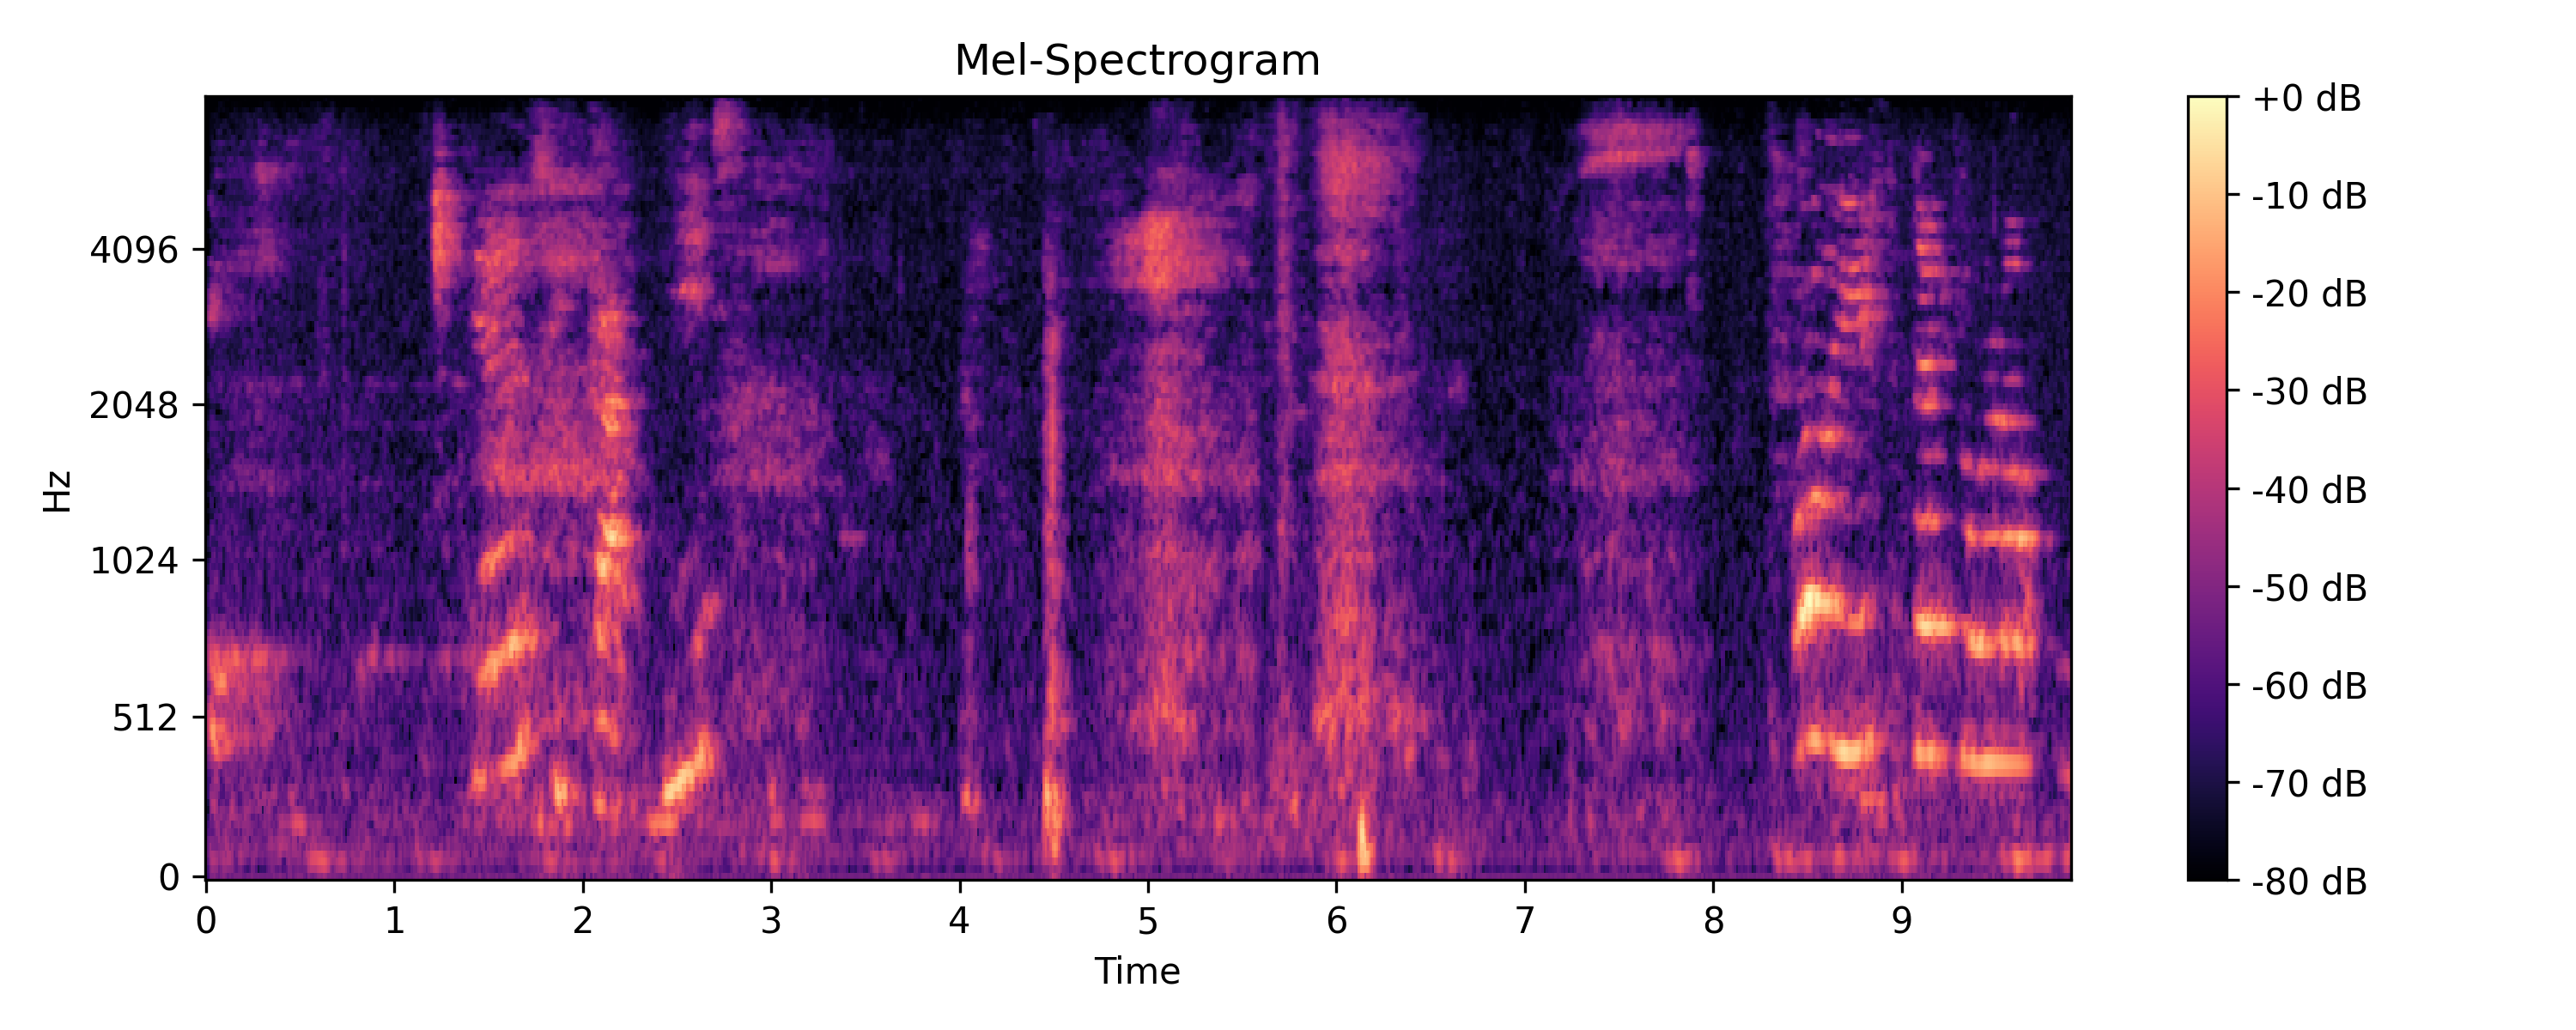 Mel-Spectrogram
+0 dB
-10 dB
-20 dB
-30 dB
-40 dB
-50 dB
-60 dB
-70 dB
-80 dB
4096
2048
1024
512
0
Hz
0 1 2 3 4 5 6 7 8 9
Time